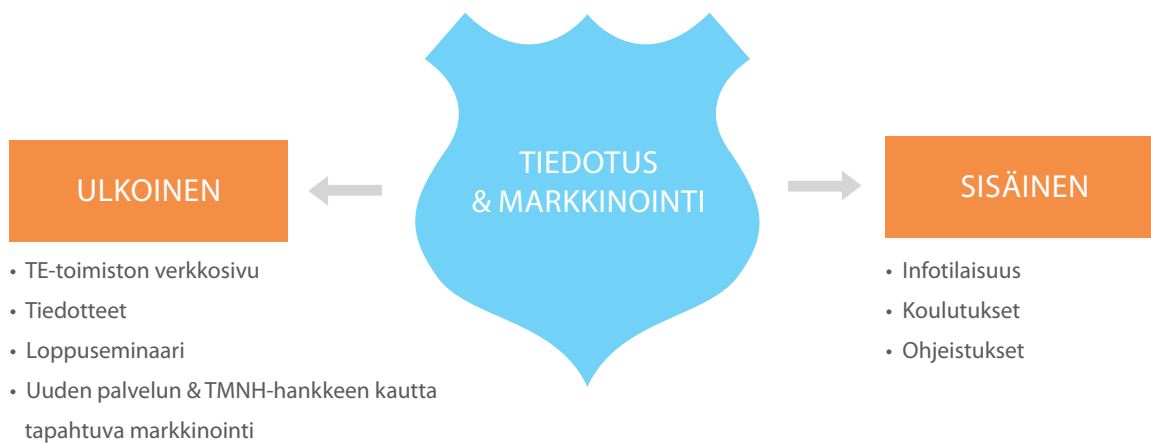 TIEDOTUS
& MARKKINOINTI
ULKOINEN
• TE-toimiston verkkosivu
• Tiedotteet
• Loppuseminaari
• Uuden palvelun & TMNH-hankkeen kautta
tapahtuva markkinointi
SISÄINEN
• Infotilaisuus
• Koulutukset
• Ohjeistukset